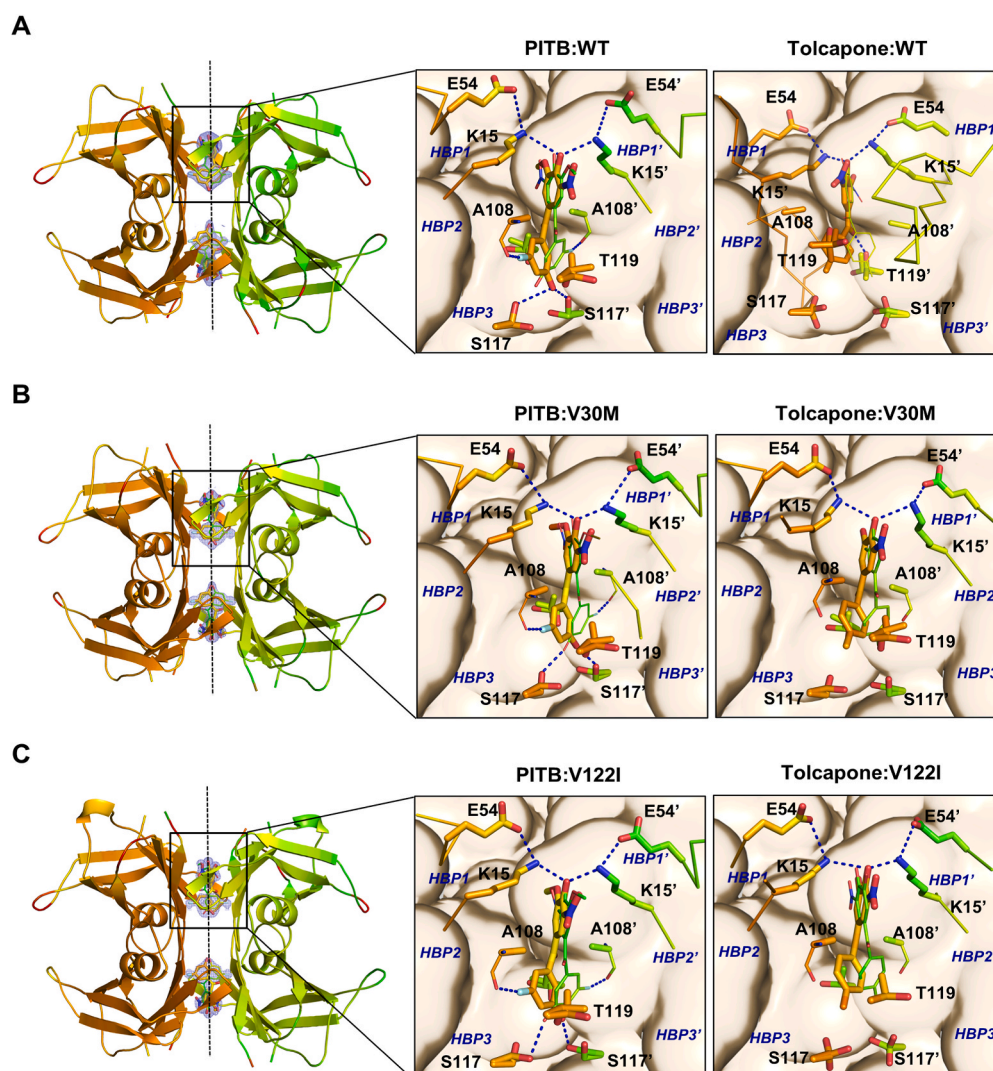 A
PITB:WT
Tolcapone:WT
E54
E54’
E54
HBP1
K15
HBP1’
K15’
HBP1
HBP1’
K15’
K15’
A108
A108’
HBP2
HBP2’
T119
A108
A108’
HBP2
T119
T119’
HBP3
S117
S117’
HBP3’
S117
S117’
HBP3
HBP3’
B
PITB:V30M
Tolcapone:V30M
E54
E54’
E54
E54’
HBP1
K15
HBP1’
K15’
HBP1
K15
HBP1’
K15’
A108
A108’
HBP2
HBP2’
A108
A108’
HBP2
HBP2
T119
T119
HBP3
S117
S117’
HBP3’
HBP3
S117
S117’
HBP3’
C
PITB:V122I
Tolcapone:V122I
E54
E54’
E54
E54’
HBP1
K15
HBP1’
K15’
HBP1
K15
HBP1’
K15’
A108
A108’
HBP2
HBP2’
A108
A108’
HBP2
HBP2
T119
T119
HBP3
S117
S117’
HBP3’
HBP3
S117
S117’
HBP3’